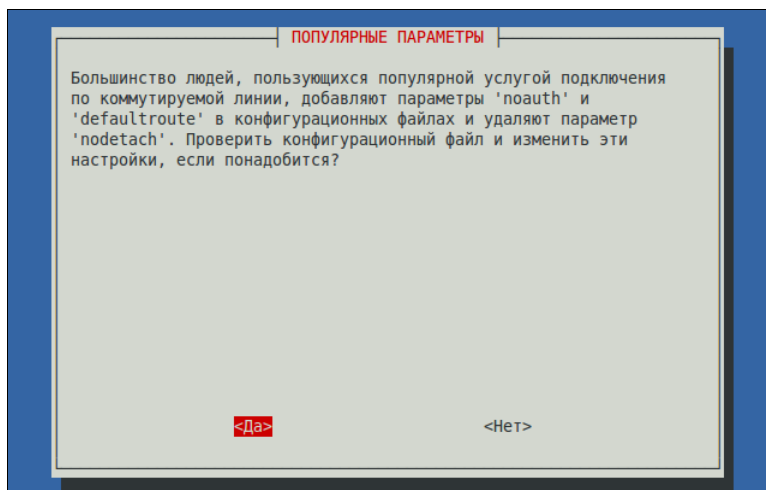 ПОПУЛЯРНЫЕ ПАРАМЕТРЫ
Большинство людей, пользующихся популярной услугой подключения
по коммутируемой линии, добавляют параметры 'noauth' и
'defaultroute' в конфигурационных файлах и удаляют параметр
'nodetach'. Проверить конфигурационный файл и изменить эти
настройки, если понадобится?
<Да> <Нет>